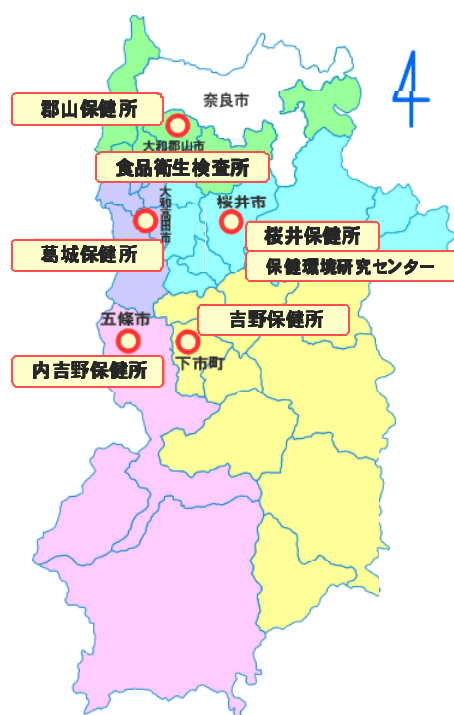 奈良市
郡山保健所
大和郡山市
食品衛生検査所
大和高田市
桜井市
桜井保健所
葛城保健所
保健環境研究センター
五條市
吉野保健所
下市町
内吉野保健所